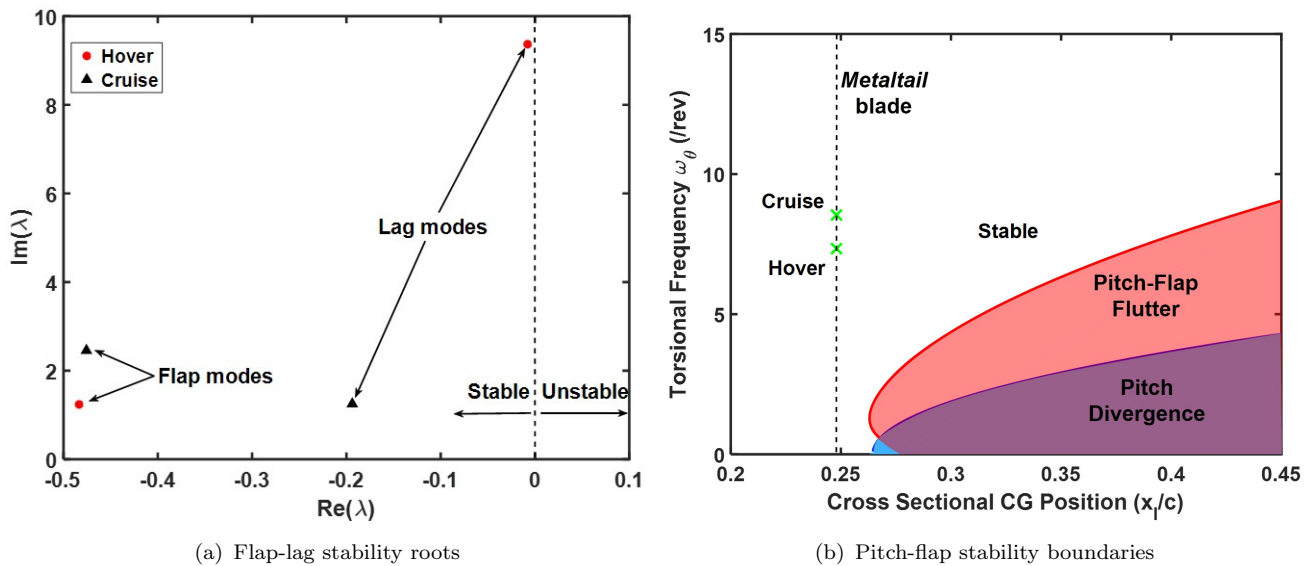 10
8
6
4
2
0
-0.5
-0.4
-0.3
-0.2
-0.1
0
0.1
Im(λ)
Re(λ)
Hover
Cruise
Lag modes
Flap modes
Stable
Unstable
(a) Flap-lag stability roots
15
10
5
0
0.2
0.25
0.3
0.35
0.4
0.45
Torsional Frequency ω_θ (/rev)
Cross Sectional CG Position (x_I/c)
Metaltail
blade
Cruise
Hover
Stable
Pitch-Flap
Flutter
Pitch
Divergence
(b) Pitch-flap stability boundaries